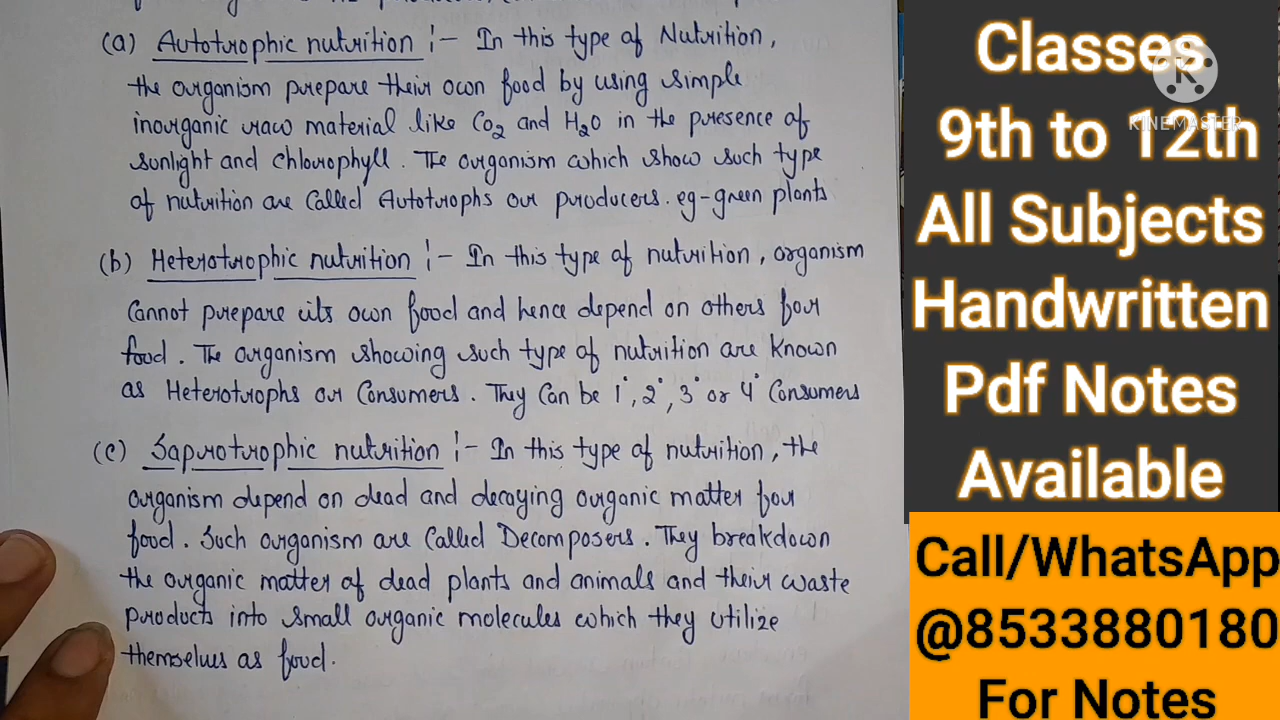 (a) Autotrophic nutrition :- In this type of Nutrition,
the organism prepare their own food by using simple
inorganic raw material like CO2 and H2O in the presence of
sunlight and chlorophyll. The organism which show such type
of nutrition are called Autotrophs or producers. eg-green plants
(b) Heterotrophic nutrition :- In this type of nutrition, organism
Cannot prepare its own food and hence depend on others for
food. The organism showing such type of nutrition are known
as Heterotrophs or Consumers. They Can be 1°, 2°, 3° or 4° Consumers
(c) Saprotrophic nutrition :- In this type of nutrition, the
organism depend on dead and decaying organic matter for
food. Such organism are called Decomposers. They breakdown
the organic matter of dead plants and animals and their waste
products into small organic molecules which they utilize
themselves as food.
Classes
9th to 12th
All Subjects
Handwritten
Pdf Notes
Available
K
KINEMASTER
Call/WhatsApp
@8533880180
For Notes